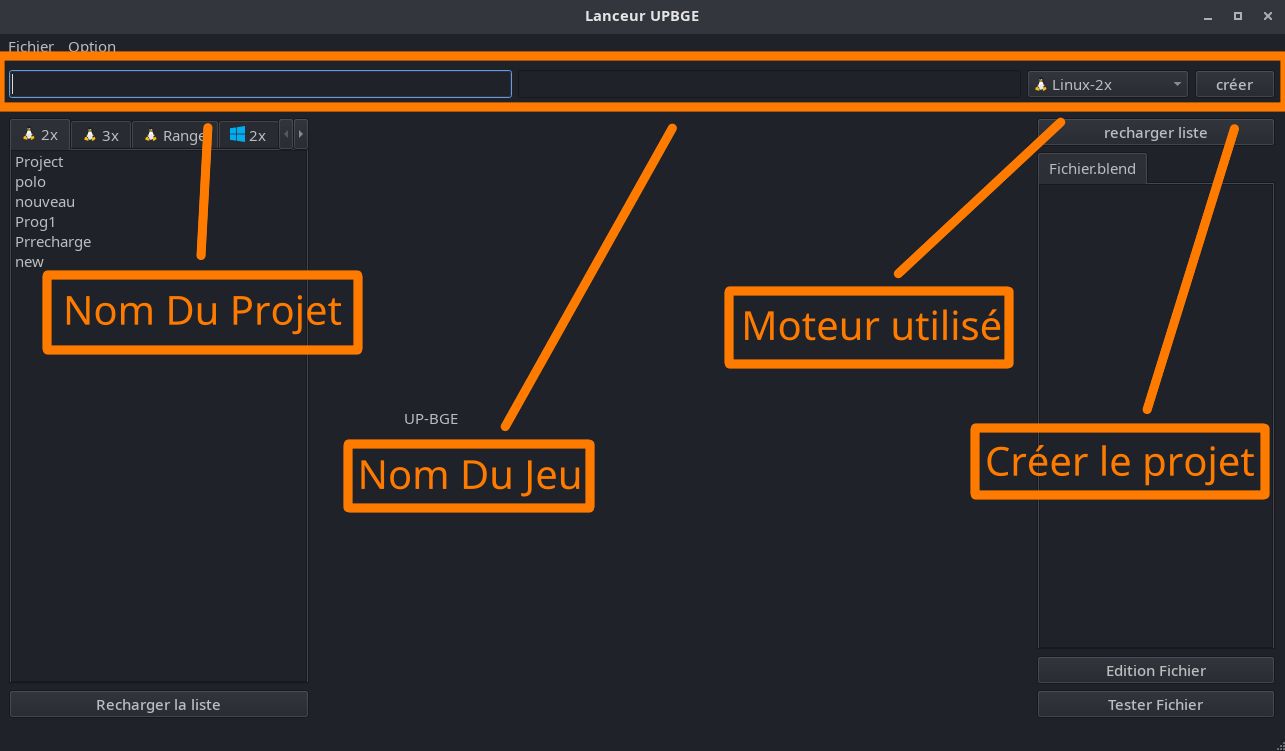 Lanceur UPBGE
Fichier Option
Linux-2x créer
2x 3x Range 2x
recharger liste
Fichier.blend
Project
polo
nouveau
Prog1
Prrecharge
new
Nom Du Projet
Moteur utilisé
UP-BGE
Nom Du Jeu
Créer le projet
Edition Fichier
Recharger la liste
Tester Fichier